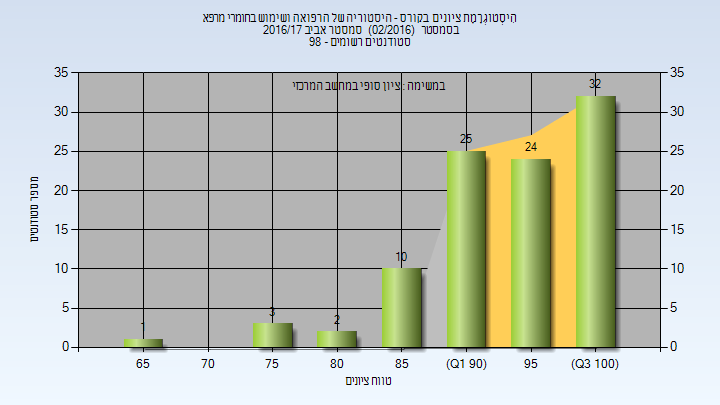 היסטוגרמת ציונים בקורס - היסטוריה של הרפואה ושימוש בחומרי מרפא
בסמסטר (02/2016) סמסטר אביב 2016/17
סטודנטים רשומים - 98
במשימה : ציון סופי במחשב המרכזי
35 35
32
30 30
25 25 25
24
20 20
15 15
10 10 10
5 5
3
2
1
0 0
מספר סטודנטים
65 70 75 80 85 (Q1 90) 95 (Q3 100)
טווח ציונים